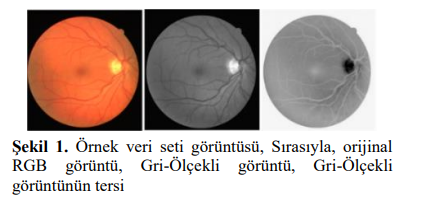 Şekil 1. Örnek veri seti görüntüsü, Sırasıyla, orijinal
RGB görüntü, Gri-Ölçekli görüntü, Gri-Ölçekli
görüntünün tersi